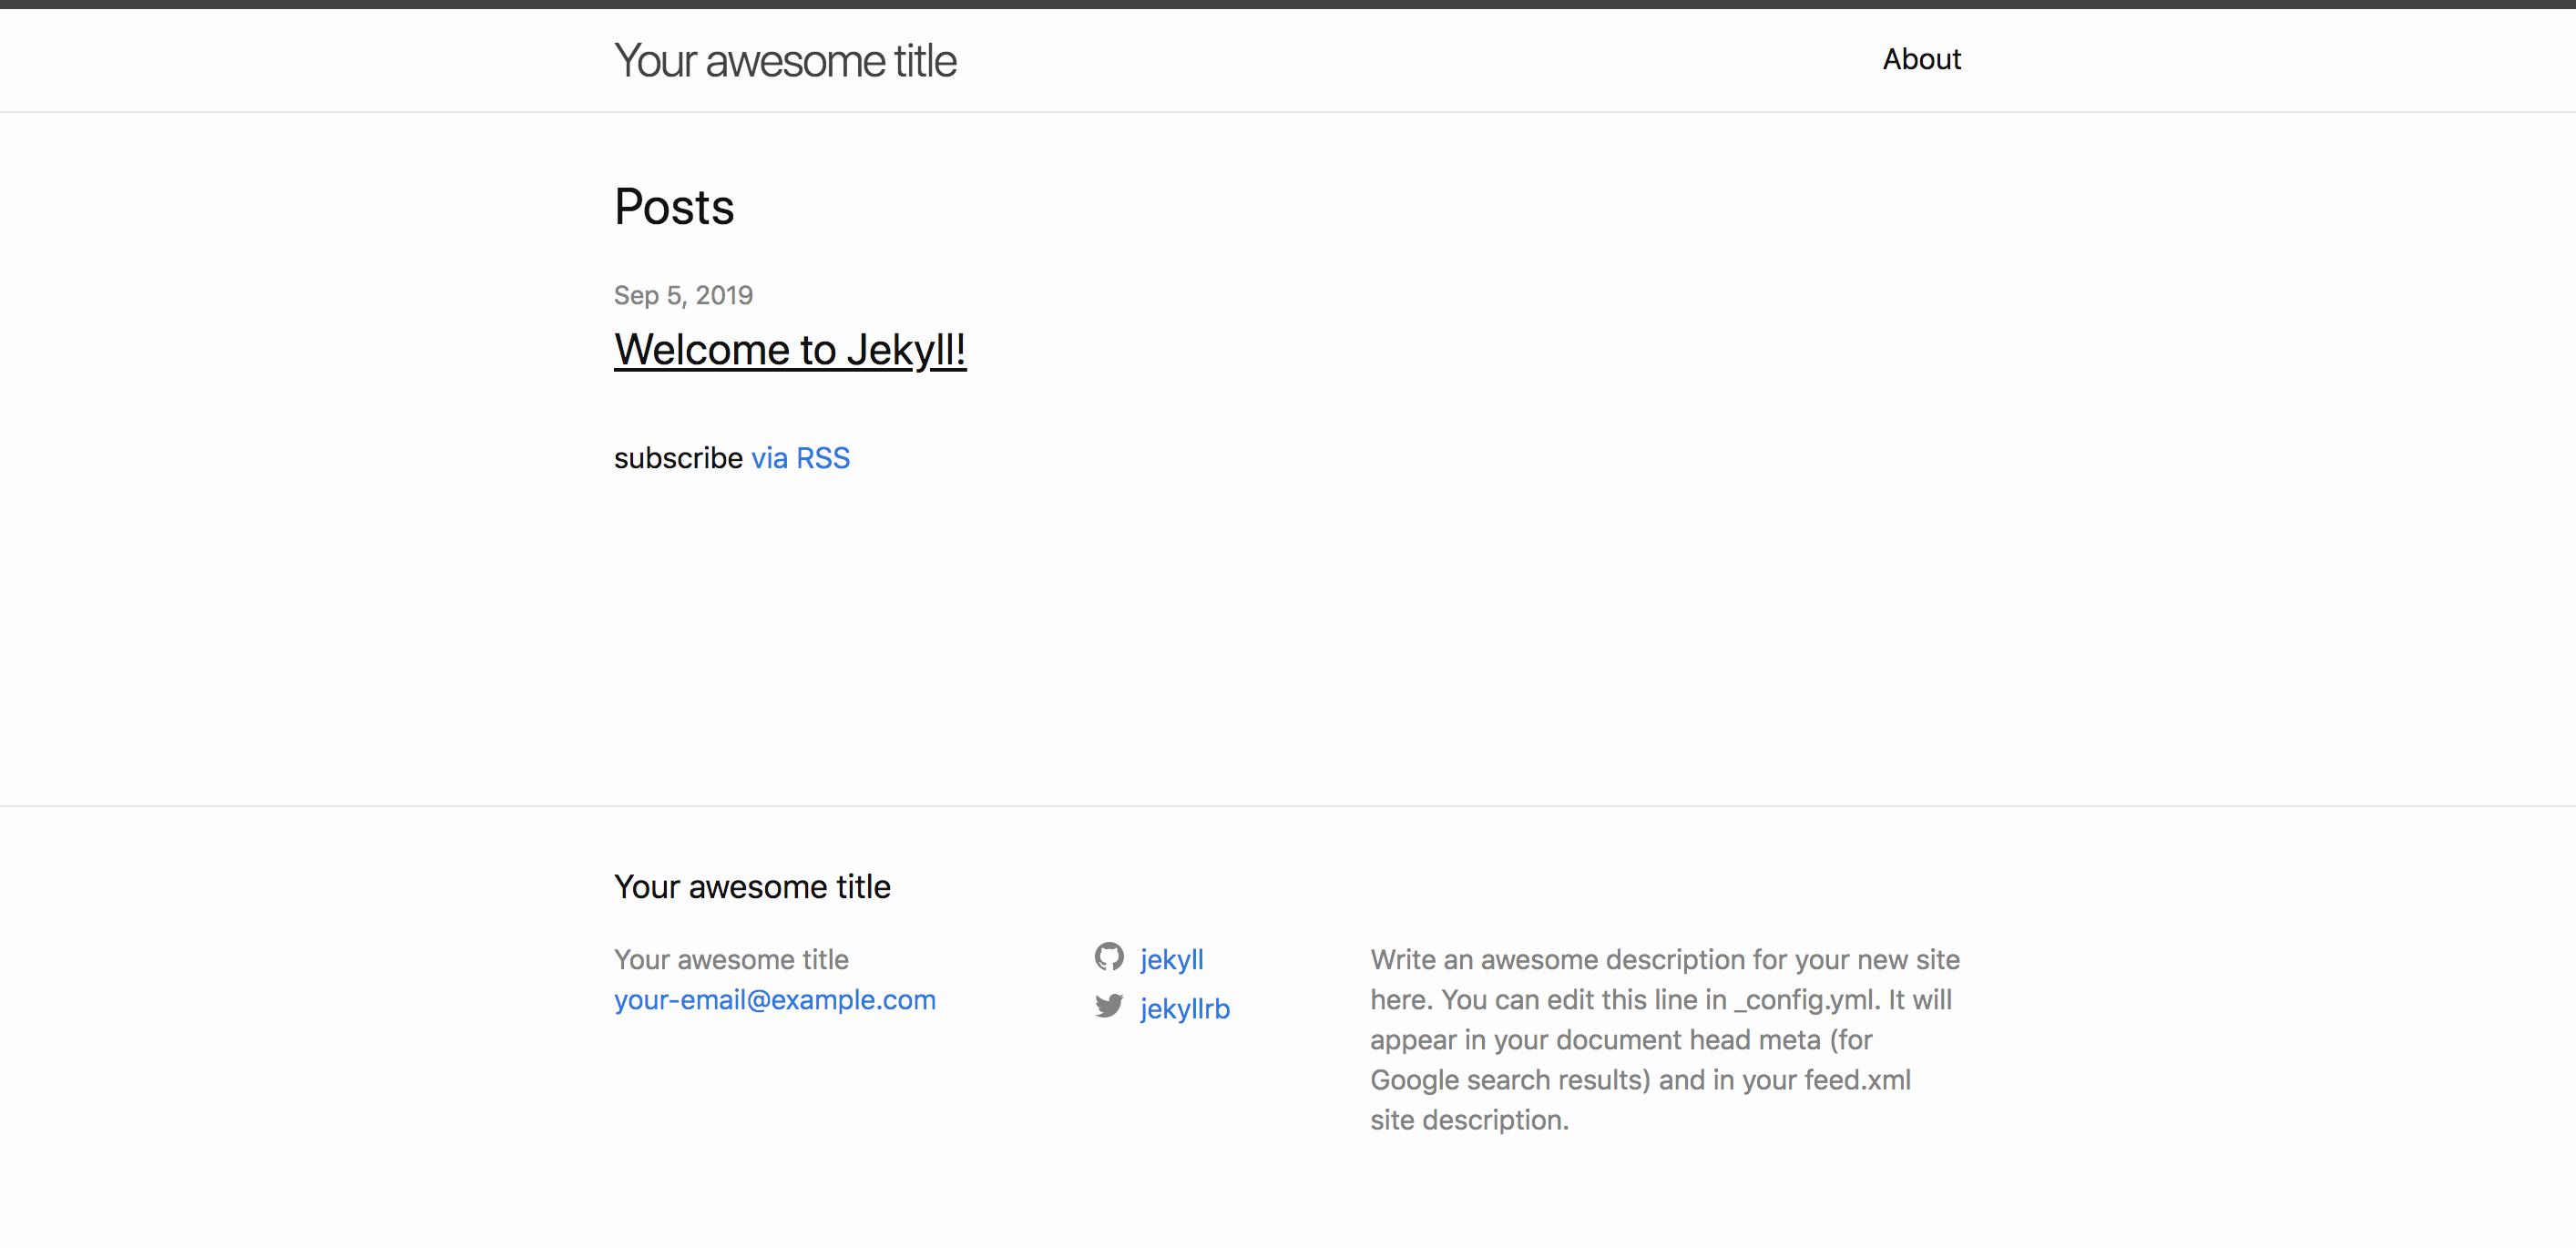 Your awesome title
About
Posts
Sep 5, 2019
Welcome to Jekyll!
subscribe via RSS
Your awesome title
Your awesome title
your-email@example.com
jekyll
jekyllrb
Write an awesome description for your new site
here. You can edit this line in _config.yml. It will
appear in your document head meta (for
Google search results) and in your feed.xml
site description.